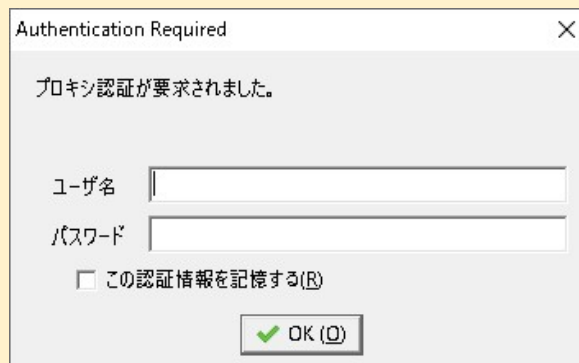 Authentication Required
プロキシ認証が要求されました。
ユーザ名
パスワード
この認証情報を記憶する(R)
OK (O)